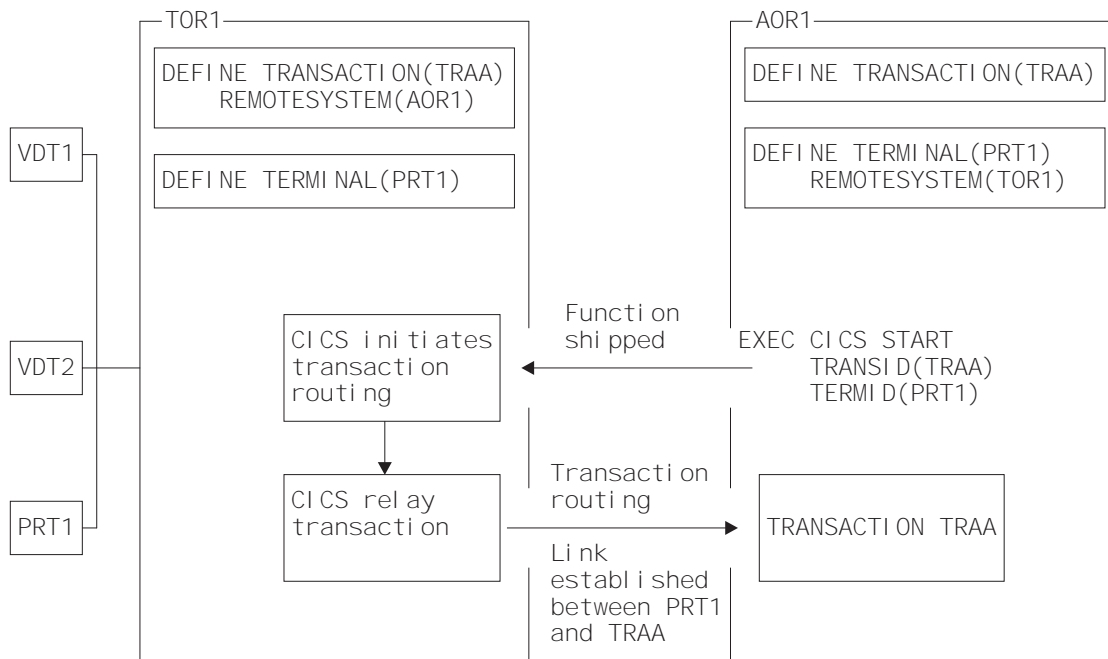 TOR1
AOR1
DEFINE TRANSACTION(TRAA)
REMOTESYSTEM(AOR1)
DEFINE TRANSACTION(TRAA)
VDT1
DEFINE TERMINAL(PRT1)
DEFINE TERMINAL(PRT1)
REMOTESYSTEM(TOR1)
VDT2
CICS initiates
transaction
routing
Function
shipped
EXEC CICS START
TRANSID(TRAA)
TERMID(PRT1)
PRT1
CICS relay
transaction
Transaction
routing
Link
established
between PRT1
and TRAA
TRANSACTION TRAA